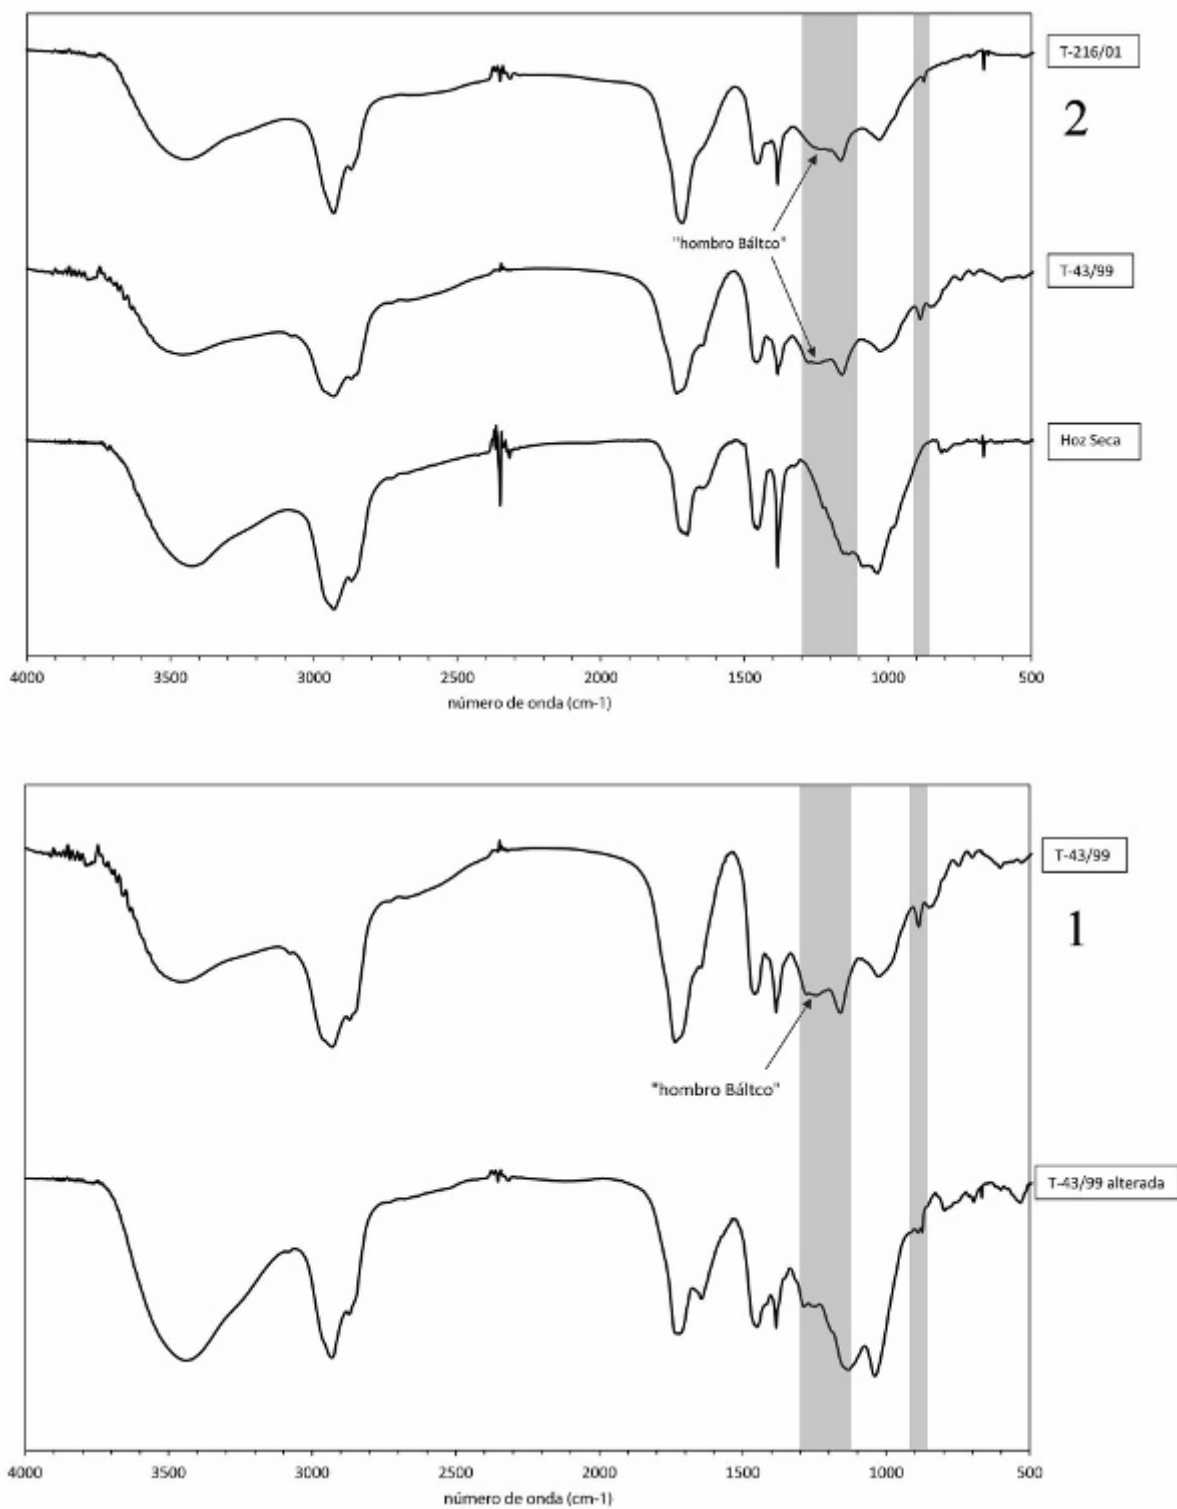 T-216/01
2
"hombro Báltco"
T-43/99
Hoz Seca
4000 3500 3000 2500 2000 1500 1000 500
número de onda (cm-1)
T-43/99
1
"hombro Báltco"
T-43/99 alterada
4000 3500 3000 2500 2000 1500 1000 500
número de onda (cm-1)